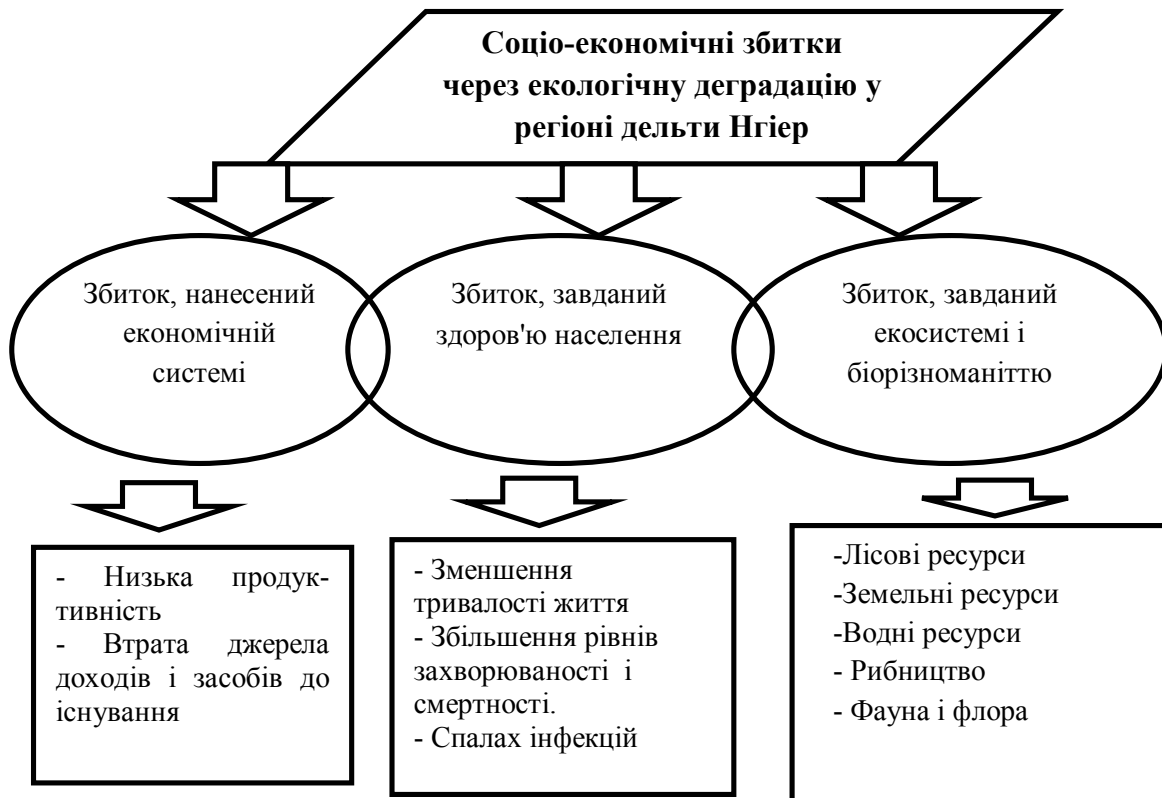 Соціо-економічні збитки
через екологічну деградацію у
регіоні дельти Нгіер
Збиток, нанесений
економічній
системі
Збиток, завданий
здоров'ю населення
Збиток, завданий
екосистемі і
біорізноманіттю
- Низька продук-
тивність
- Втрата джерела
доходів і засобів до
існування
- Зменшення
тривалості життя
- Збільшення рівнів
захворюваності і
смертності.
- Спалах інфекцій
-Лісові ресурси
-Земельні ресурси
-Водні ресурси
- Рибництво
- Фауна і флора